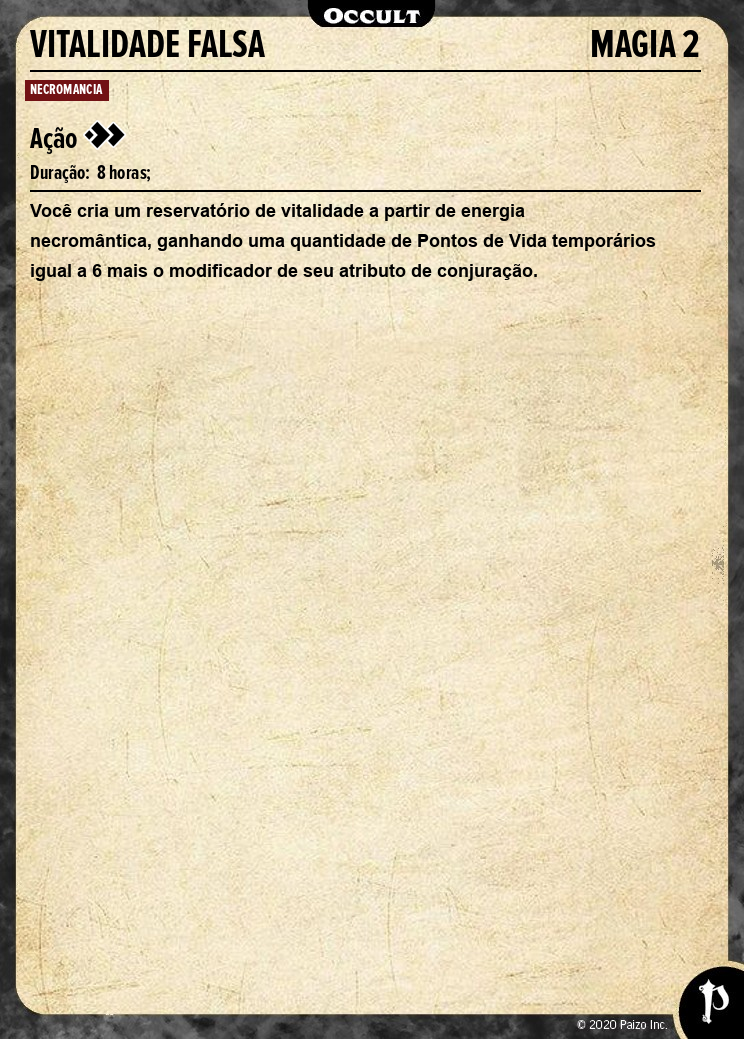 OCCULT
VITALIDADE FALSA MAGIA 2
NECROMANCIA
Ação
Duração: 8 horas;
Você cria um reservatório de vitalidade a partir de energia
necromântica, ganhando uma quantidade de Pontos de Vida temporários
igual a 6 mais o modificador de seu atributo de conjuração.
© 2020 Paizo Inc.
P